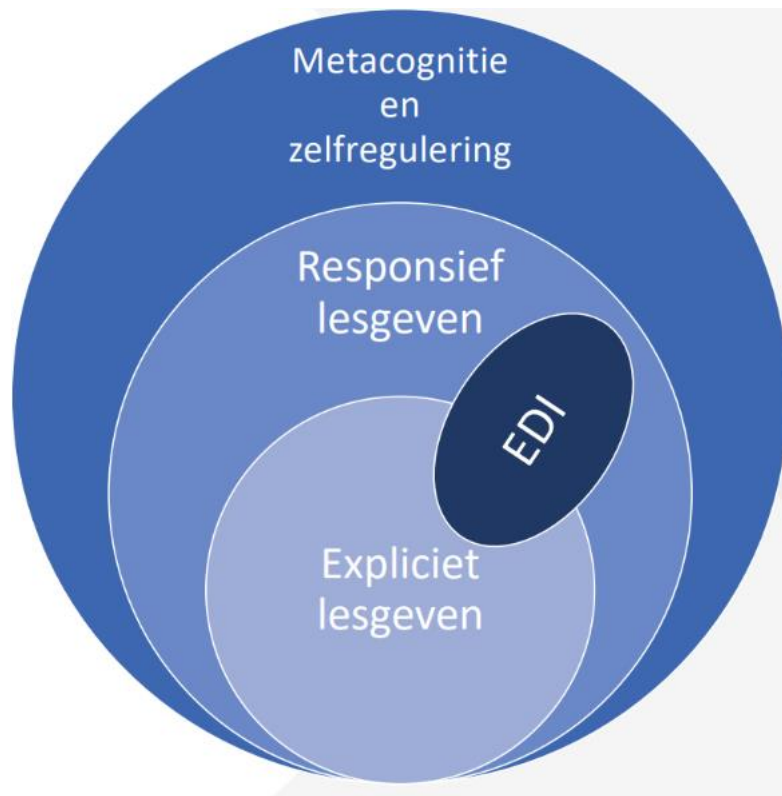 Metacognitie
en
zelfregulering
Responsief
lesgeven
EDI
Expliciet
lesgeven